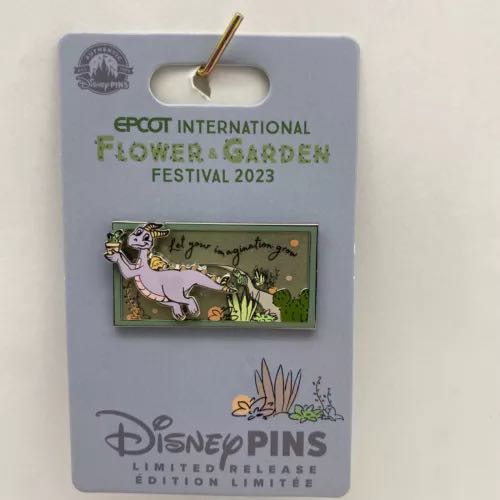 AUTHENTIC
DISNEY PINS
EPCOT INTERNATIONAL
FLOWER & GARDEN
FESTIVAL 2023
Let your imagination grow
DISNEY PINS
LIMITED RELEASE
ÉDITION LIMITÉE